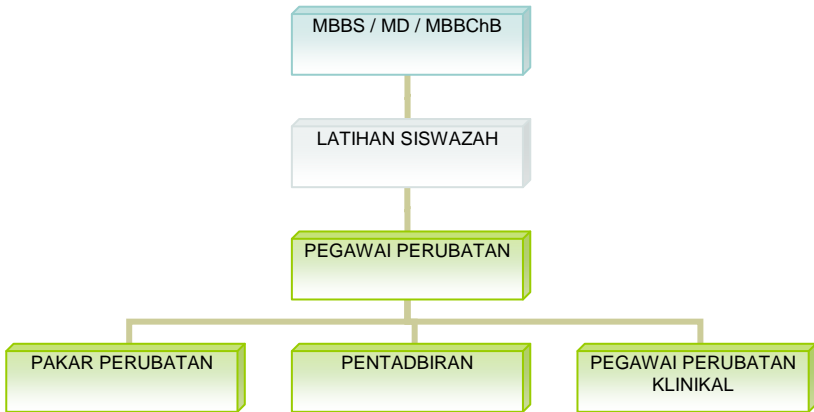 MBBS / MD / MBBChB
LATIHAN SISWAZAH
PEGAWAI PERUBATAN
PAKAR PERUBATAN
PENTADBIRAN
PEGAWAI PERUBATAN
KLINIKAL